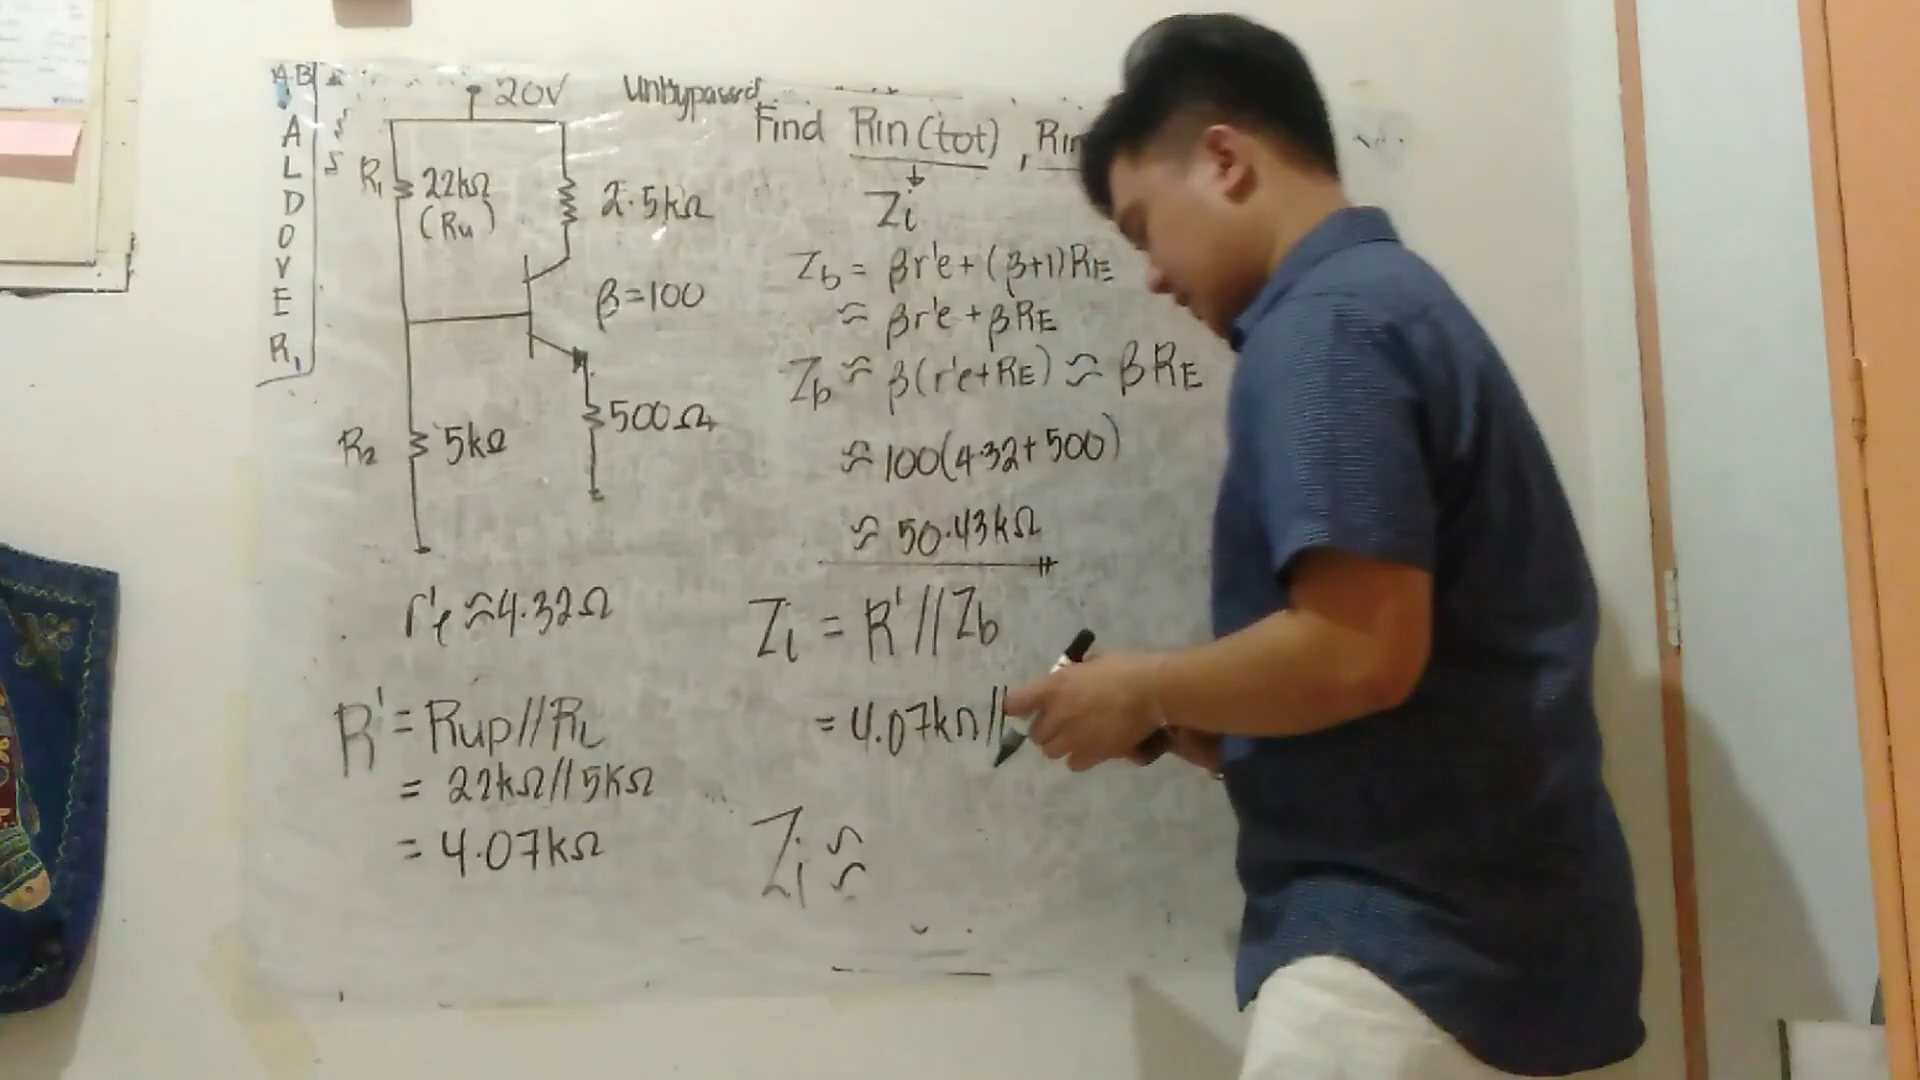 A.B
ALDOVER,
20V
Unbypassed
R₁
22kΩ
(Ru)
2.5kΩ
β=100
R₂
5kΩ
500Ω
r'e ≈ 4.32Ω
R' = Rup//RL
= 22kΩ//5kΩ
= 4.07kΩ
Find Rin(tot), Rin
Zi
Zb = βr'e + (β+1)RE
≈ βr'e + βRE
Zb ≈ β(r'e+RE) ≈ βRE
≈ 100(4.32+500)
≈ 50.43kΩ
Zi = R'//Zb
= 4.07kΩ//
Zi ≈